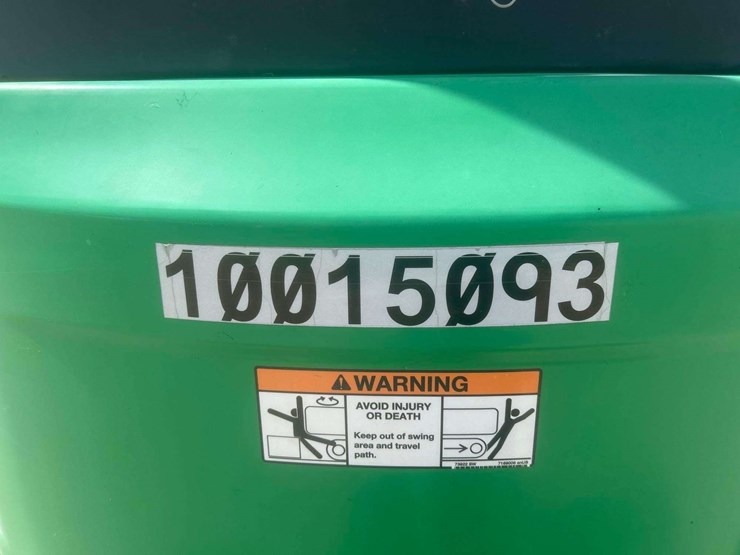 10015093
WARNING
AVOID INJURY
OR DEATH
Keep out of swing
area and travel
path.